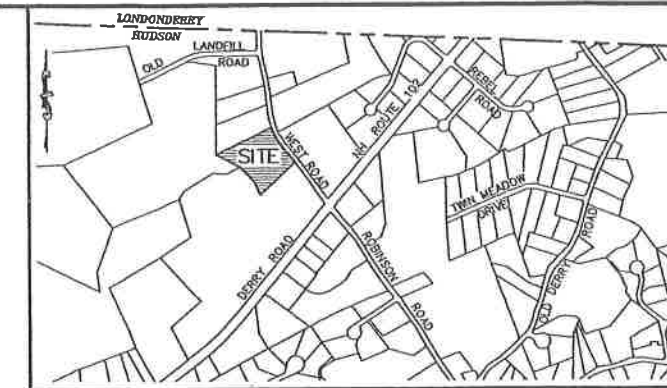 LONDONDERRY
HUDSON
OLD LANDFILL ROAD
SITE
WEST ROAD
NH ROUTE 102
REBEL ROAD
TWIN MEADOW DRIVE
DERRY ROAD
ROBINSON ROAD
OLD DERRY ROAD